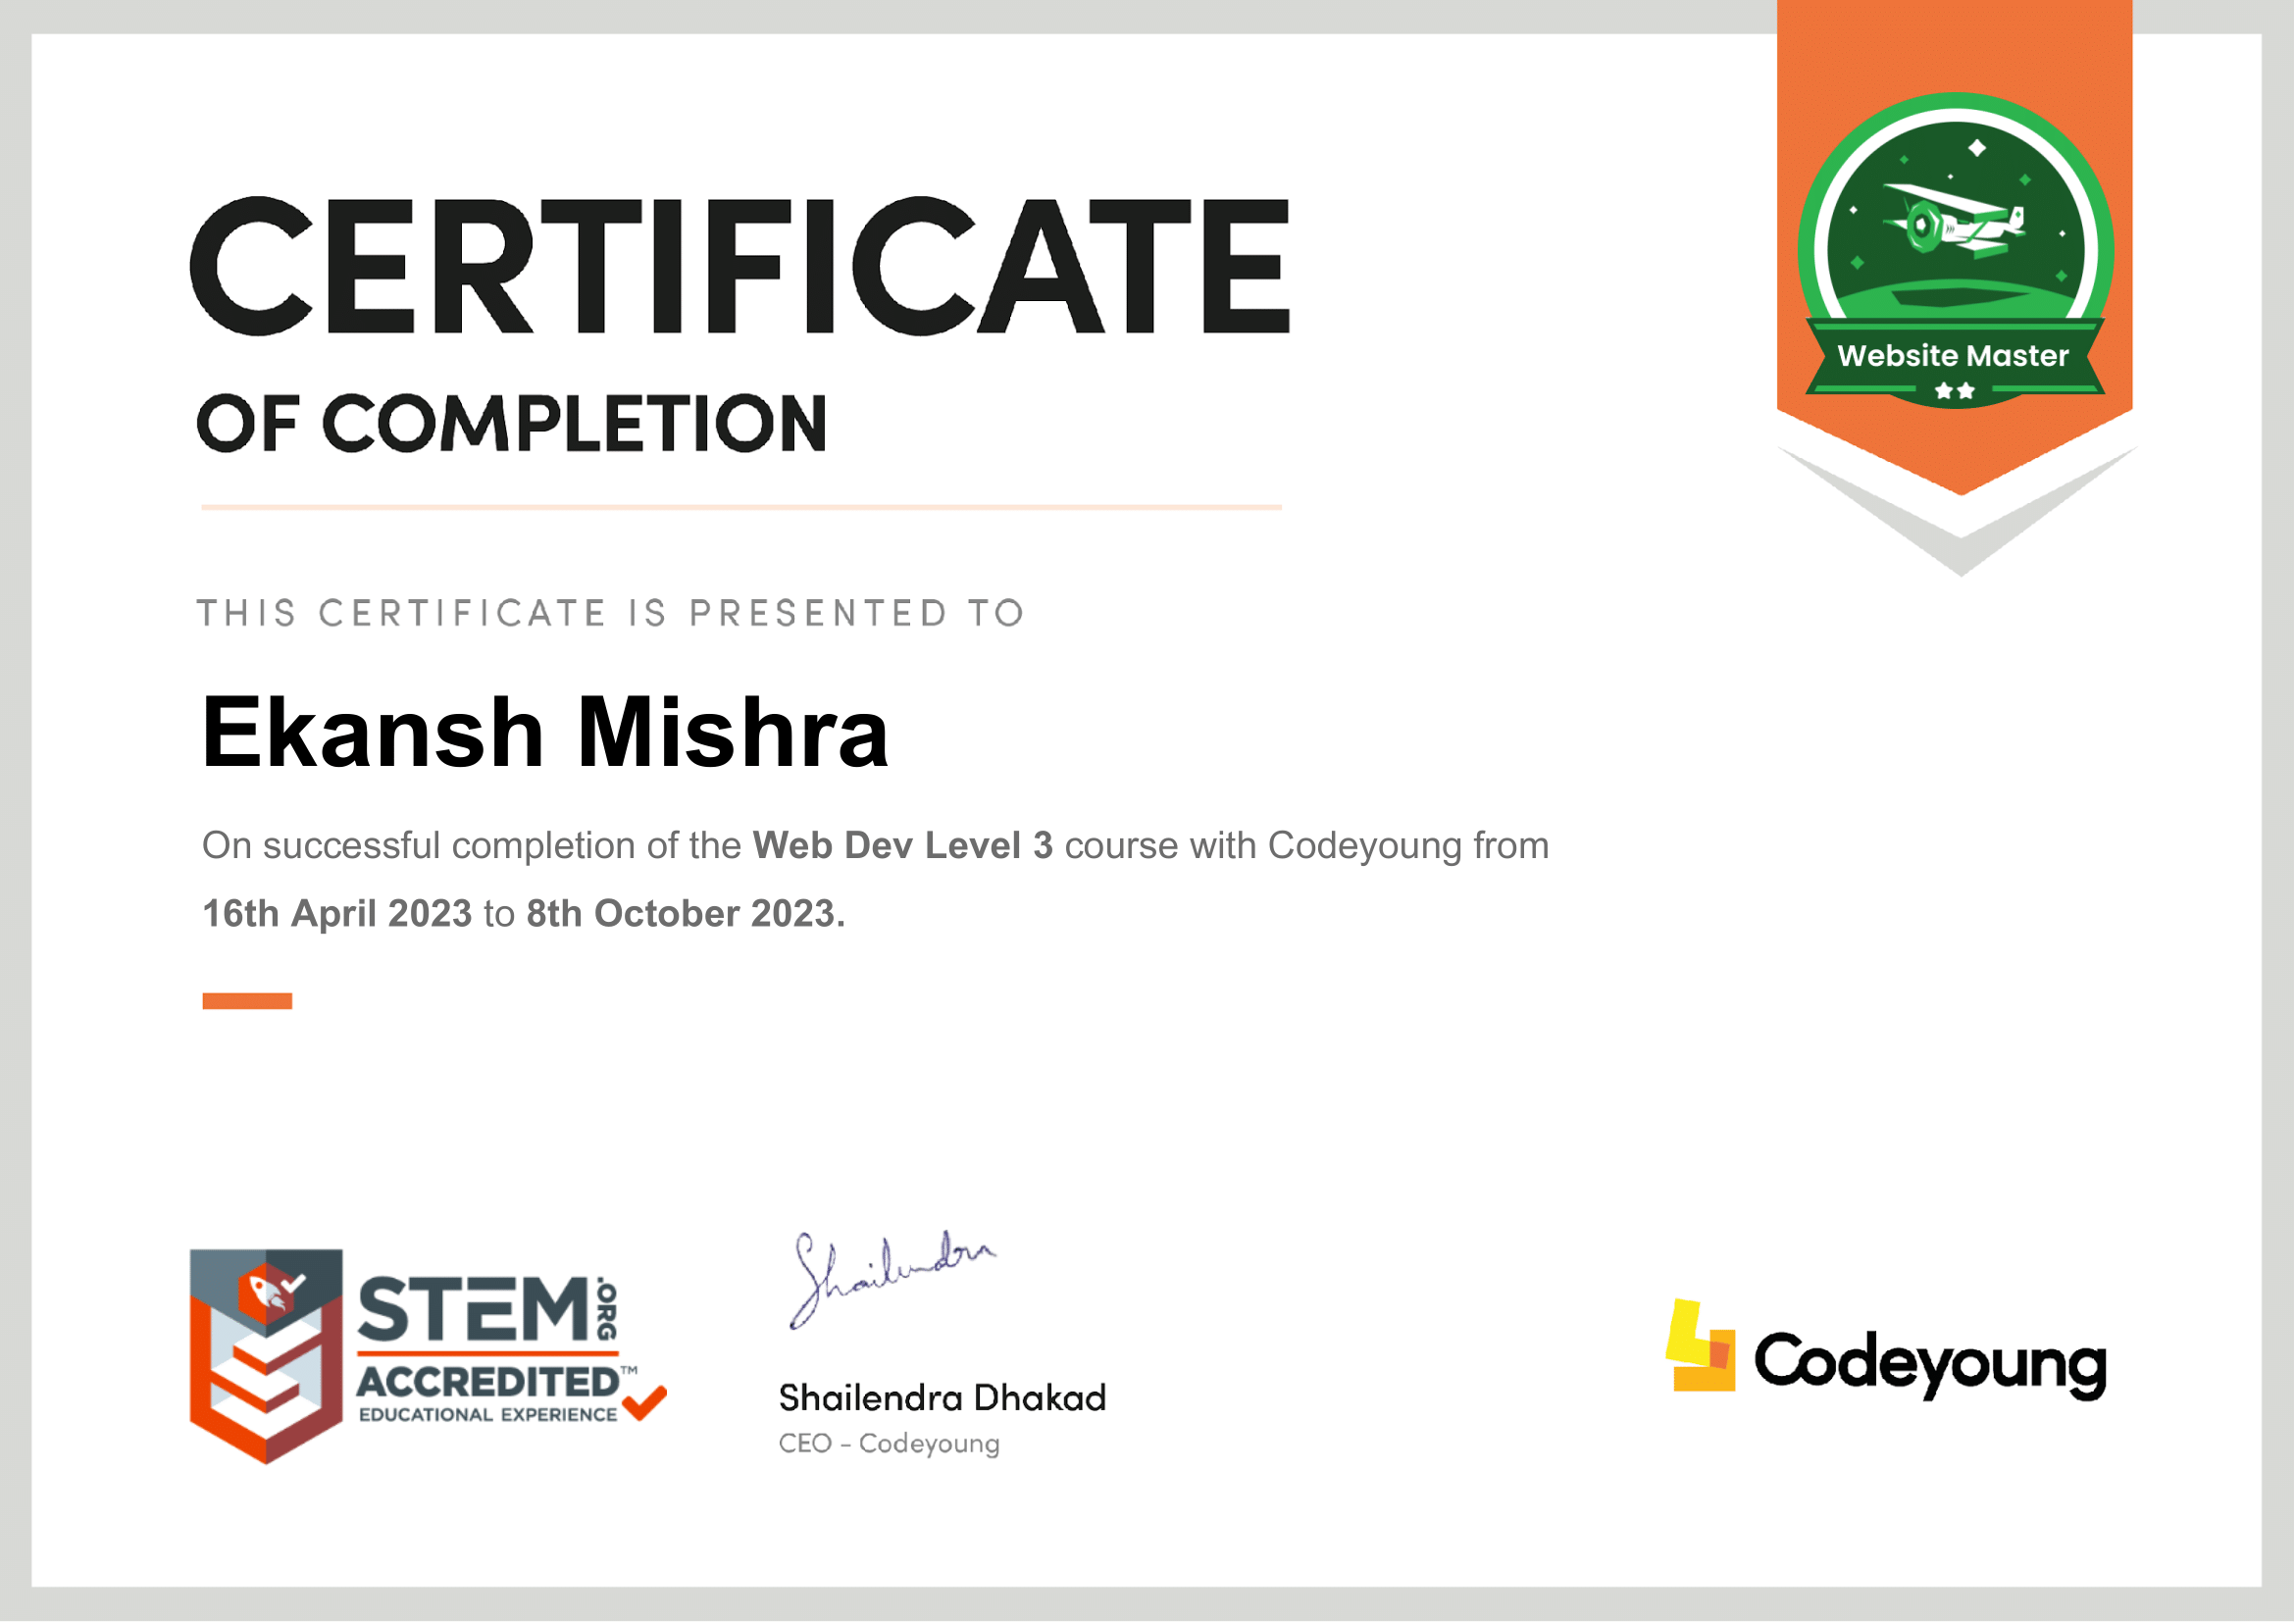 CERTIFICATE
OF COMPLETION
Website Master
THIS CERTIFICATE IS PRESENTED TO
Ekansh Mishra
On successful completion of the Web Dev Level 3 course with Codeyoung from
16th April 2023 to 8th October 2023.
STEM.ORG
ACCREDITED™
EDUCATIONAL EXPERIENCE
Shailendra
Shailendra Dhakad
CEO - Codeyoung
Codeyoung